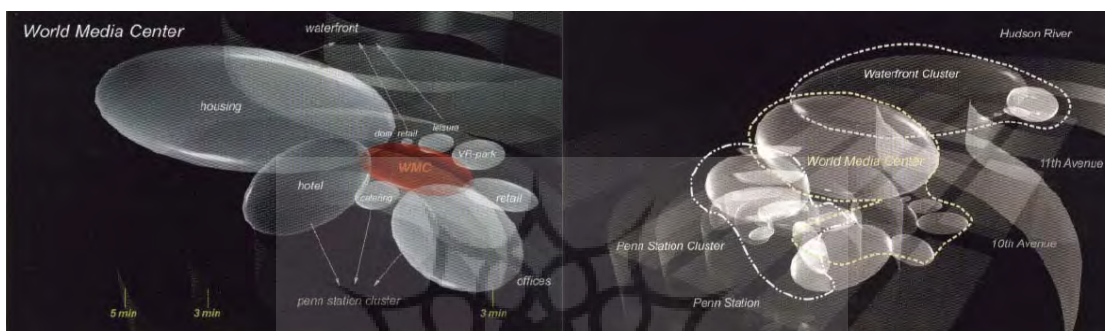 World Media Center
waterfront
housing
dom. retail
leisure
VR-park
WMC
hotel
catering
retail
offices
penn station cluster
5 min
3 min
3 min
Hudson River
Waterfront Cluster
World Media Center
11th Avenue
10th Avenue
Penn Station Cluster
Penn Station